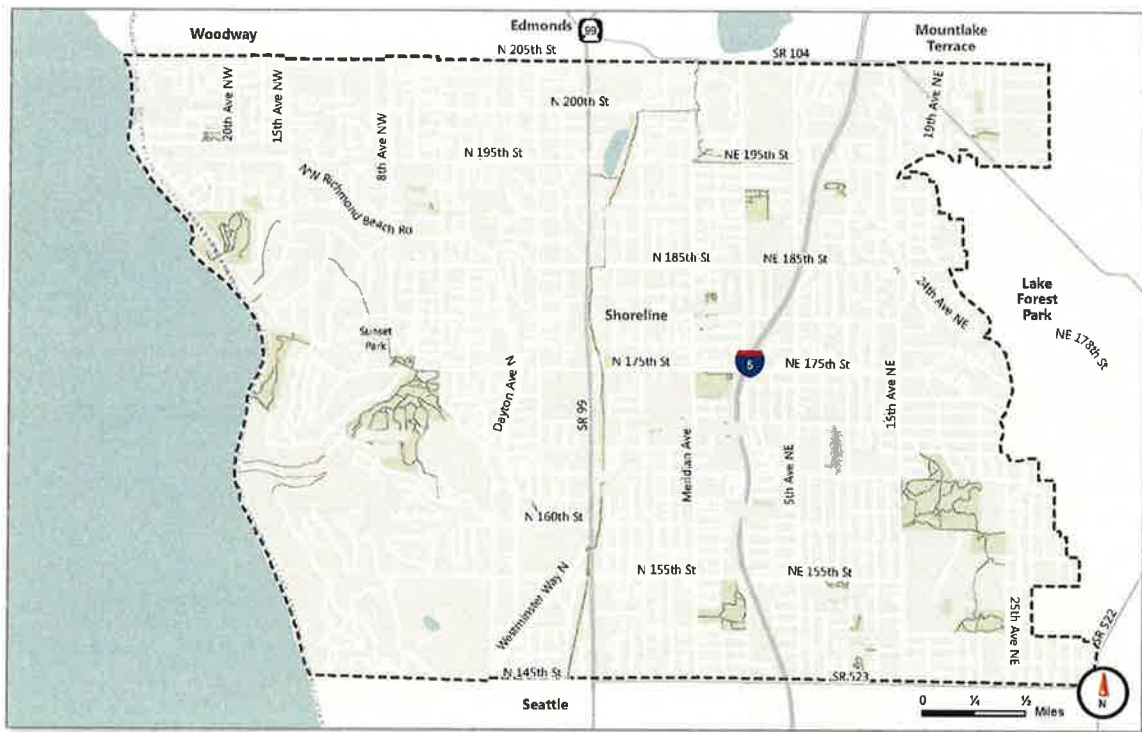 Woodway
Edmonds
99
N 205th St
SR 104
Mountlake
Terrace
20th Ave NW
15th Ave NW
8th Ave NW
N 200th St
19th Ave NE
N 195th St
NE 195th St
NW Richmond Beach Rd
N 185th St
NE 185th St
24th Ave NE
Lake
Forest
Park
NE 178th St
Shoreline
Sunset
Park
N 175th St
5
NE 175th St
Dayton Ave N
SR 99
Meridian Ave
5th Ave NE
15th Ave NE
N 160th St
Westminster Way N
N 155th St
NE 155th St
25th Ave NE
SR 522
N 145th St
SR 523
Seattle
0 ¼ ½
Miles
N